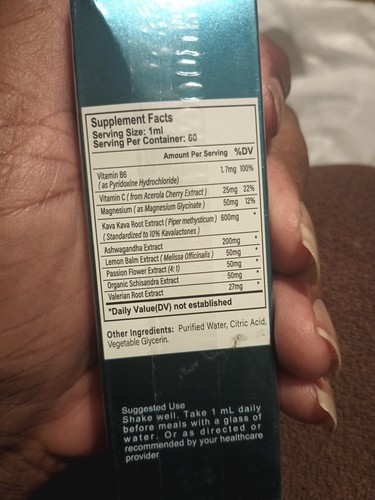 Supplement Facts
Serving Size: 1ml
Serving Per Container: 60
Amount Per Serving %DV
Vitamin B6 1.7mg 100%
(as Pyridoxine Hydrochloride)
Vitamin C (from Acerola Cherry Extract) 25mg 22%
Magnesium (as Magnesium Glycinate) 50mg 12%
Kava Kava Root Extract (Piper methysticum) 600mg *
(Standardized to 10% Kavalactones)
Ashwagandha Extract 200mg *
Lemon Balm Extract (Melissa Officinalis) 50mg *
Passion Flower Extract (4:1) 50mg *
Organic Schisandra Extract 50mg *
Valerian Root Extract 27mg *
*Daily Value(DV) not established
Other Ingredients: Purified Water, Citric Acid,
Vegetable Glycerin.
Suggested Use
Shake well. Take 1 mL daily
before meals with a glass of
water. Or as directed or
recommended by your healthcare
provider